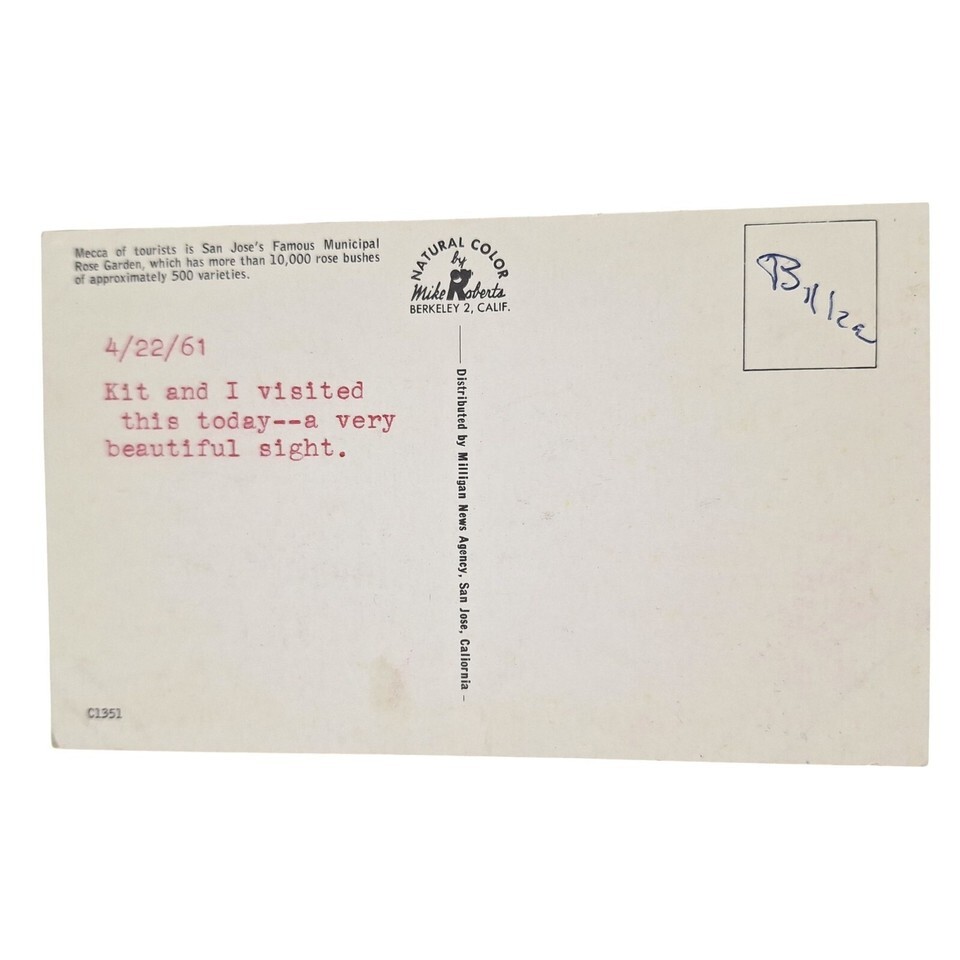 Mecca of tourists is San Jose's Famous Municipal
Rose Garden, which has more than 10,000 rose bushes
of approximately 500 varieties.
NATURAL COLOR
by
Mike Roberts
BERKELEY 2, CALIF.
4/22/61
Kit and I visited
this today--a very
beautiful sight.
Distributed by Milligan News Agency, San Jose, California
C1351